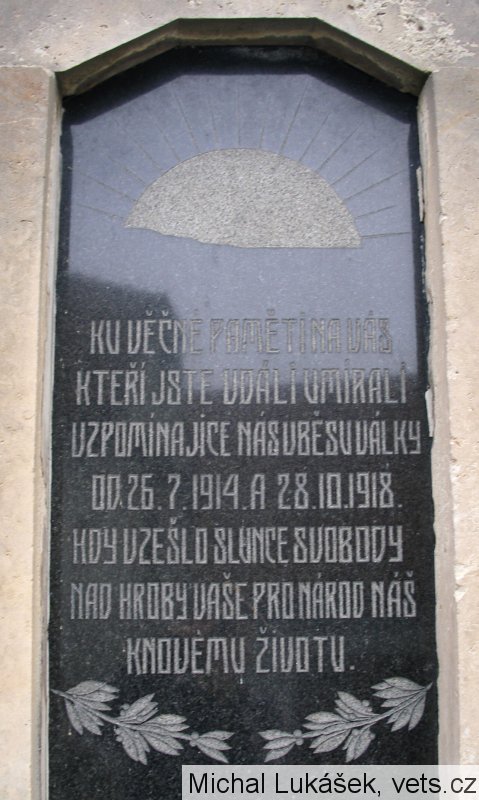 KU VĚČNÉ PAMĚTI NA VÁS
KTEŘÍ JSTE V DÁLI UMÍRALI
VZPOMÍNAJÍCE NÁS V BĚSU VÁLKY
OD. 26. 7. 1914. A 28. 10. 1918.
KDY VZEŠLO SLUNCE SVOBODY
NAD HROBY VAŠE PRO NÁROD NÁŠ
K NOVÉMU ŽIVOTU.
Michal Lukášek, vets.cz